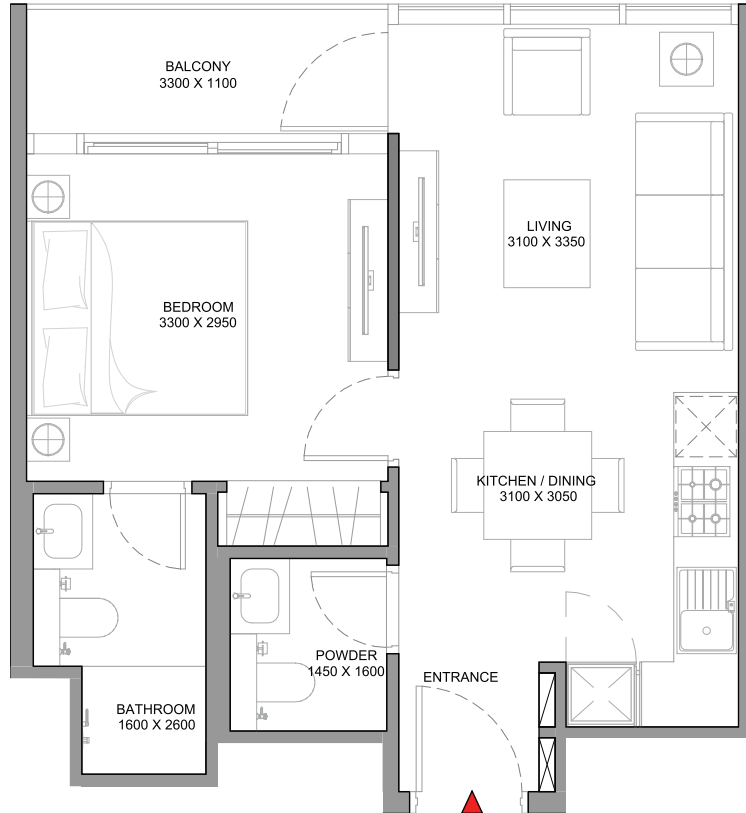 BALCONY
3300 X 1100
LIVING
3100 X 3350
BEDROOM
3300 X 2950
KITCHEN / DINING
3100 X 3050
POWDER
1450 X 1600
ENTRANCE
BATHROOM
1600 X 2600